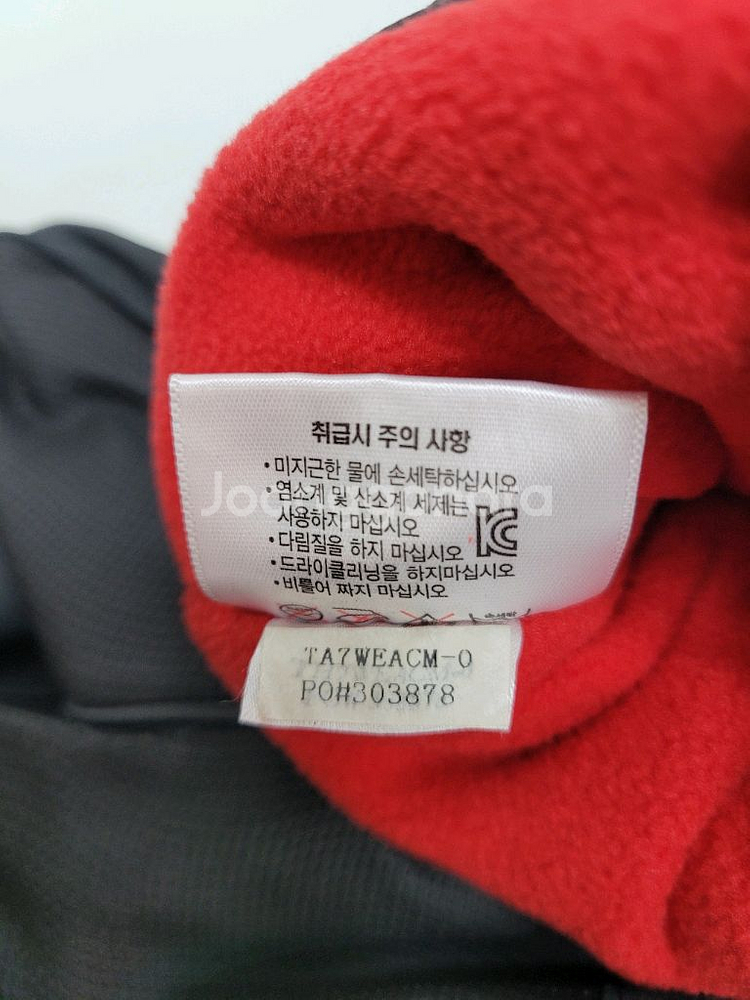 취급시 주의 사항
•미지근한 물에 손세탁하십시오
•염소계 및 산소계 세제는
사용하지 마십시오
•다림질을 하지 마십시오
•드라이클리닝을 하지마십시오
•비틀어 짜지 마십시오
TA7WEACM-0
PO#303878